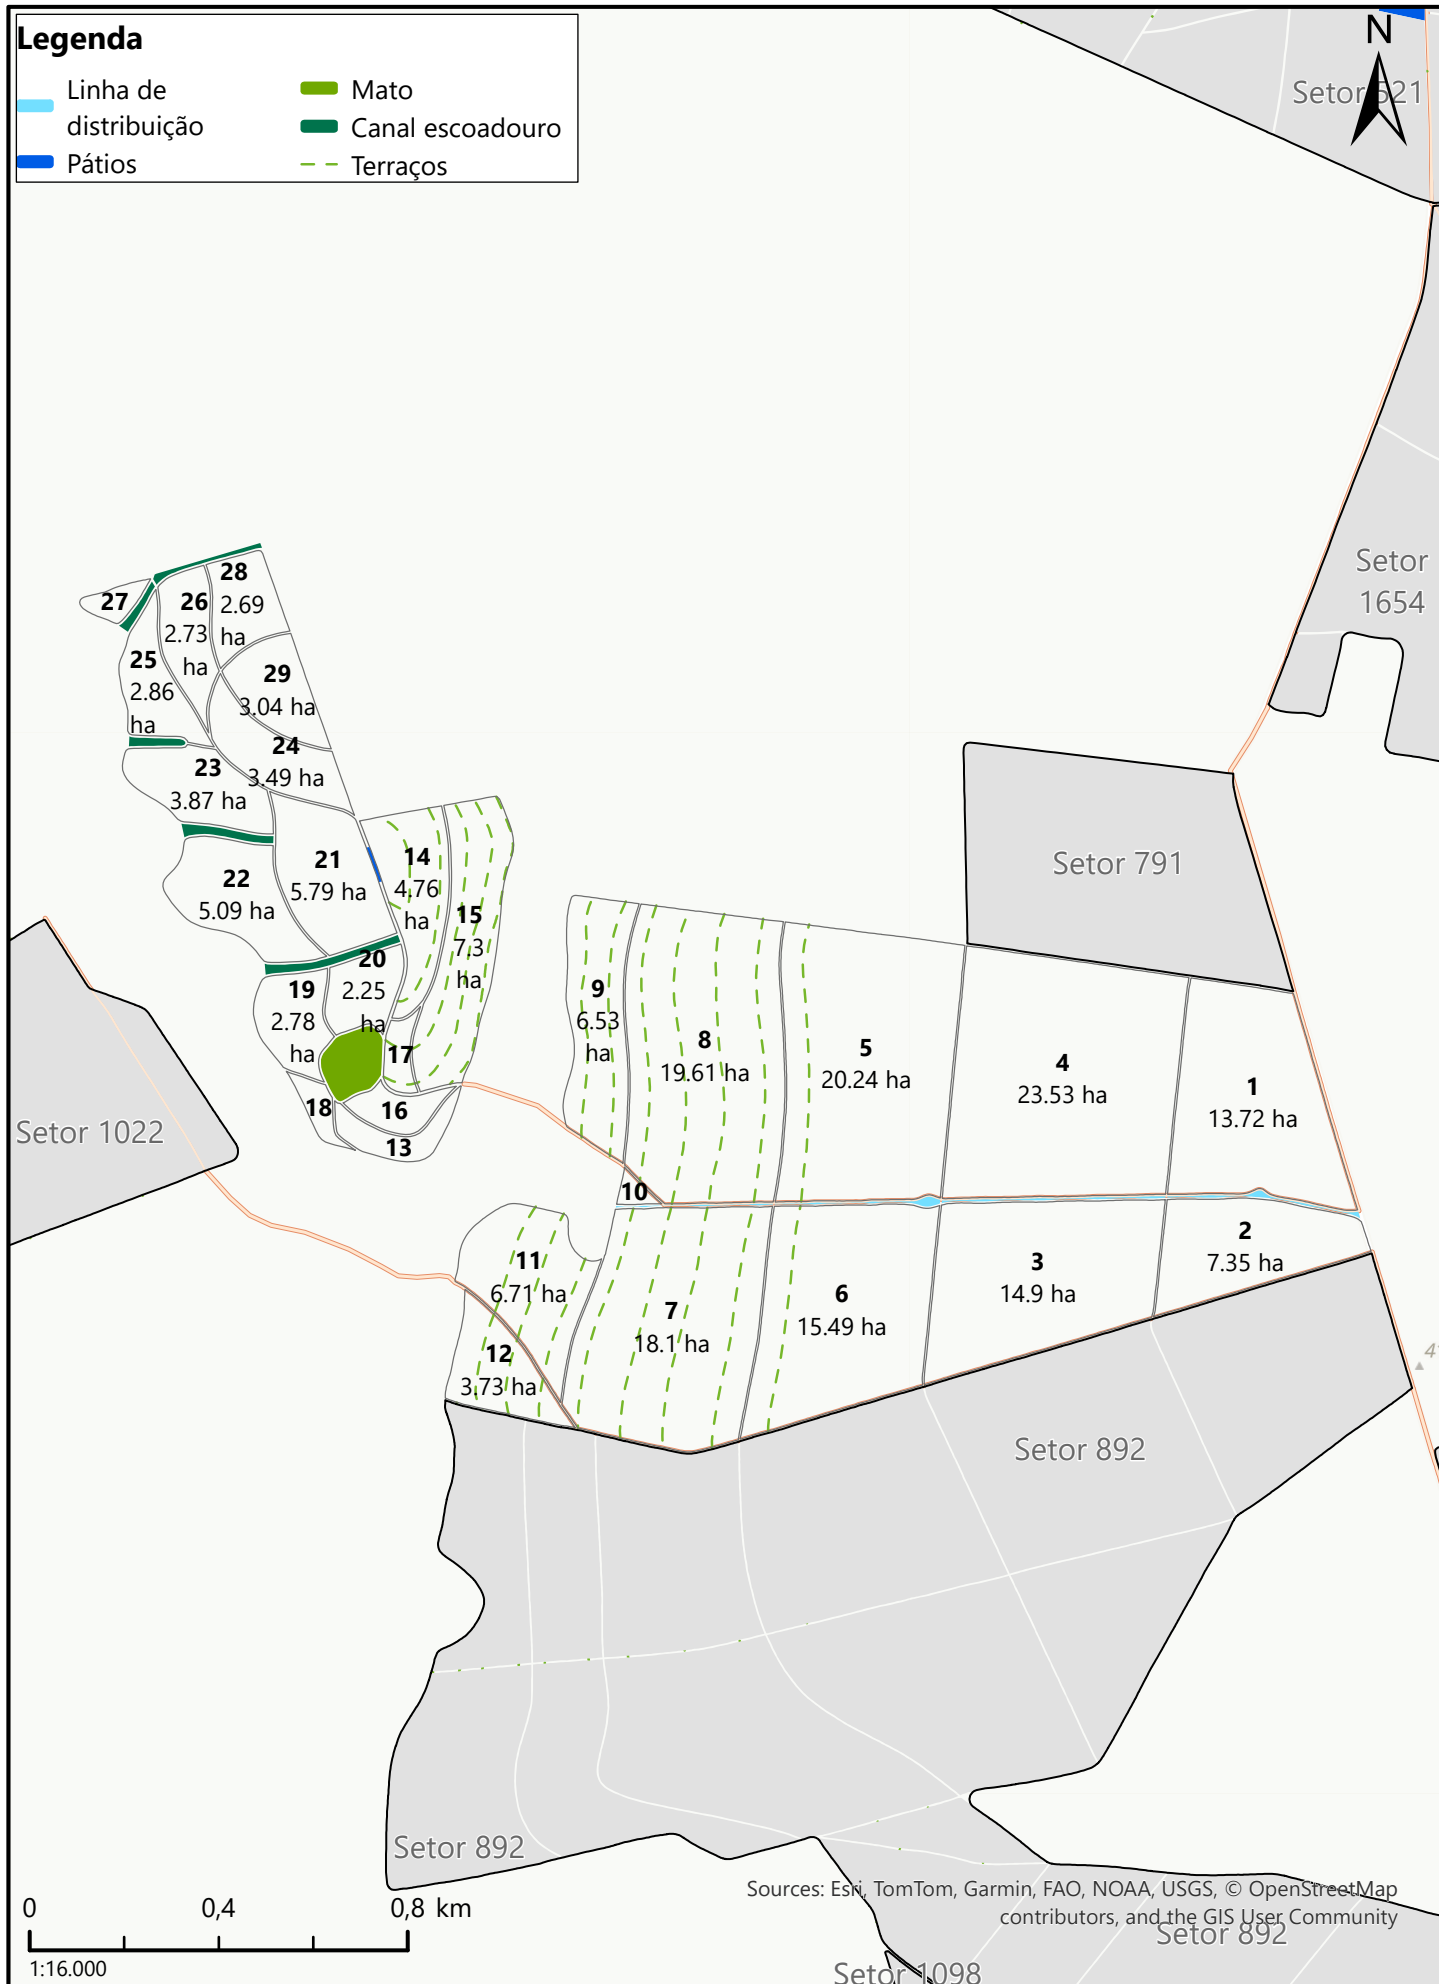 Legenda
Linha de
distribuição
Pátios
Mato
Canal escoadouro
Terraços
N
Setor 621
Setor
1654
28
2.69
ha
27
26
2.73
ha
25
2.86
ha
29
3.04 ha
24
3.49 ha
23
3.87 ha
21
5.79 ha
14
4.76
ha
22
5.09 ha
15
7.3
ha
20
2.25
ha
19
2.78
ha
17
18
16
13
Setor 791
9
6.53
ha
8
19.61 ha
5
20.24 ha
4
23.53 ha
1
13.72 ha
Setor 1022
10
11
6.71 ha
2
7.35 ha
3
14.9 ha
6
15.49 ha
7
18.1 ha
12
3.73 ha
Setor 892
Setor 892
Sources: Esri, TomTom, Garmin, FAO, NOAA, USGS, © OpenStreetMap
contributors, and the GIS User Community
Setor 892
Setor 1098
0
0,4
0,8 km
1:16.000